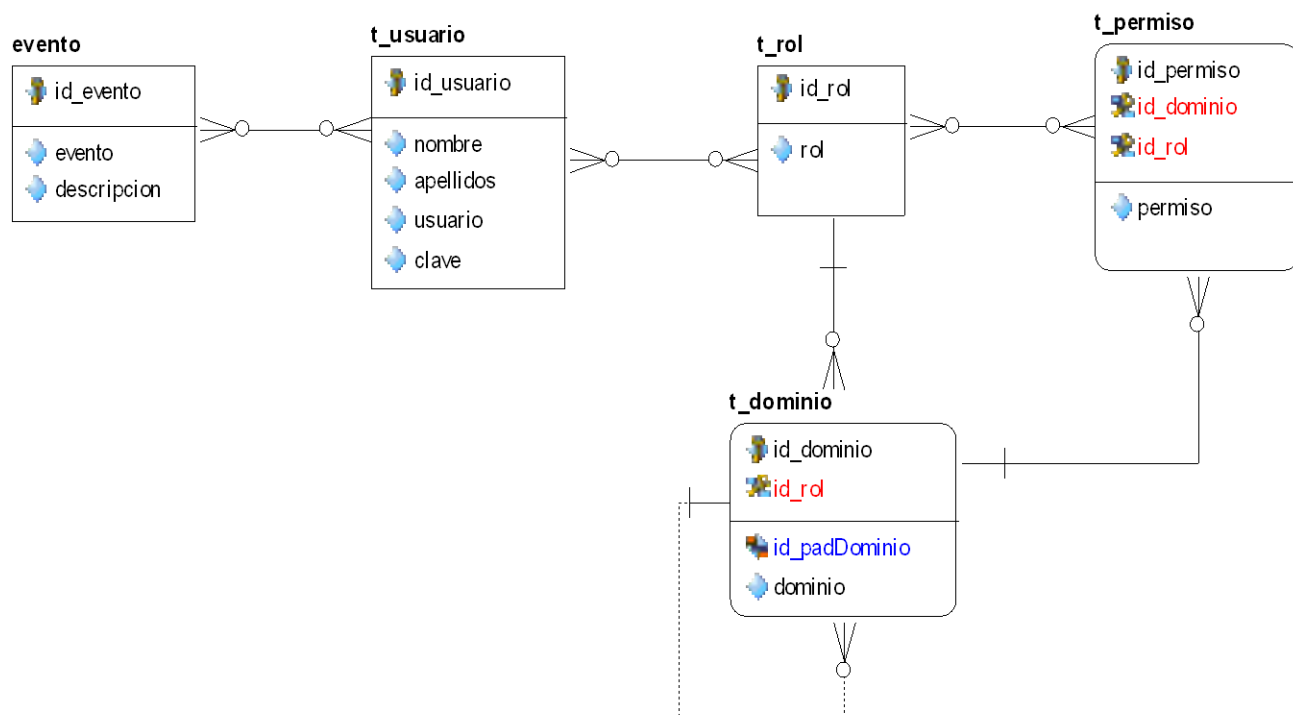 evento
id_evento
evento
descripcion
t_usuario
id_usuario
nombre
apellidos
usuario
clave
t_rol
id_rol
rol
t_permiso
id_permiso
id_dominio
id_rol
permiso
t_dominio
id_dominio
id_rol
id_padDominio
dominio